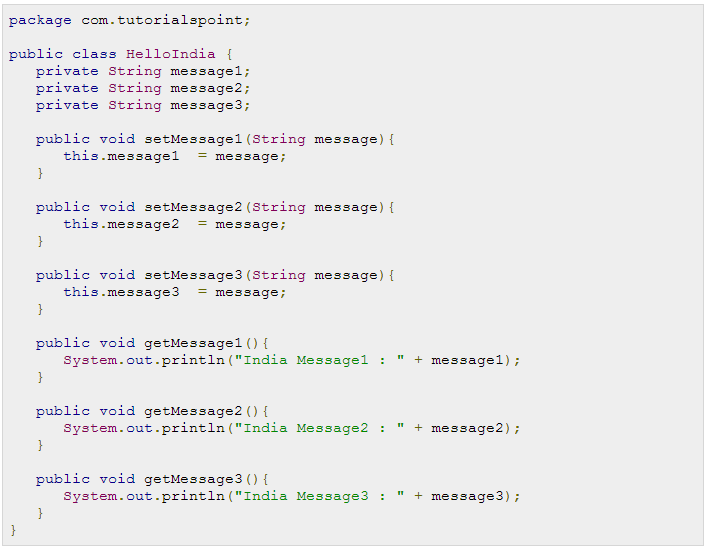 package com.tutorialspoint;

public class HelloIndia {
   private String message1;
   private String message2;
   private String message3;

   public void setMessage1(String message){
      this.message1  = message;
   }

   public void setMessage2(String message){
      this.message2  = message;
   }

   public void setMessage3(String message){
      this.message3  = message;
   }

   public void getMessage1(){
      System.out.println("India Message1 : " + message1);
   }

   public void getMessage2(){
      System.out.println("India Message2 : " + message2);
   }

   public void getMessage3(){
      System.out.println("India Message3 : " + message3);
   }
}